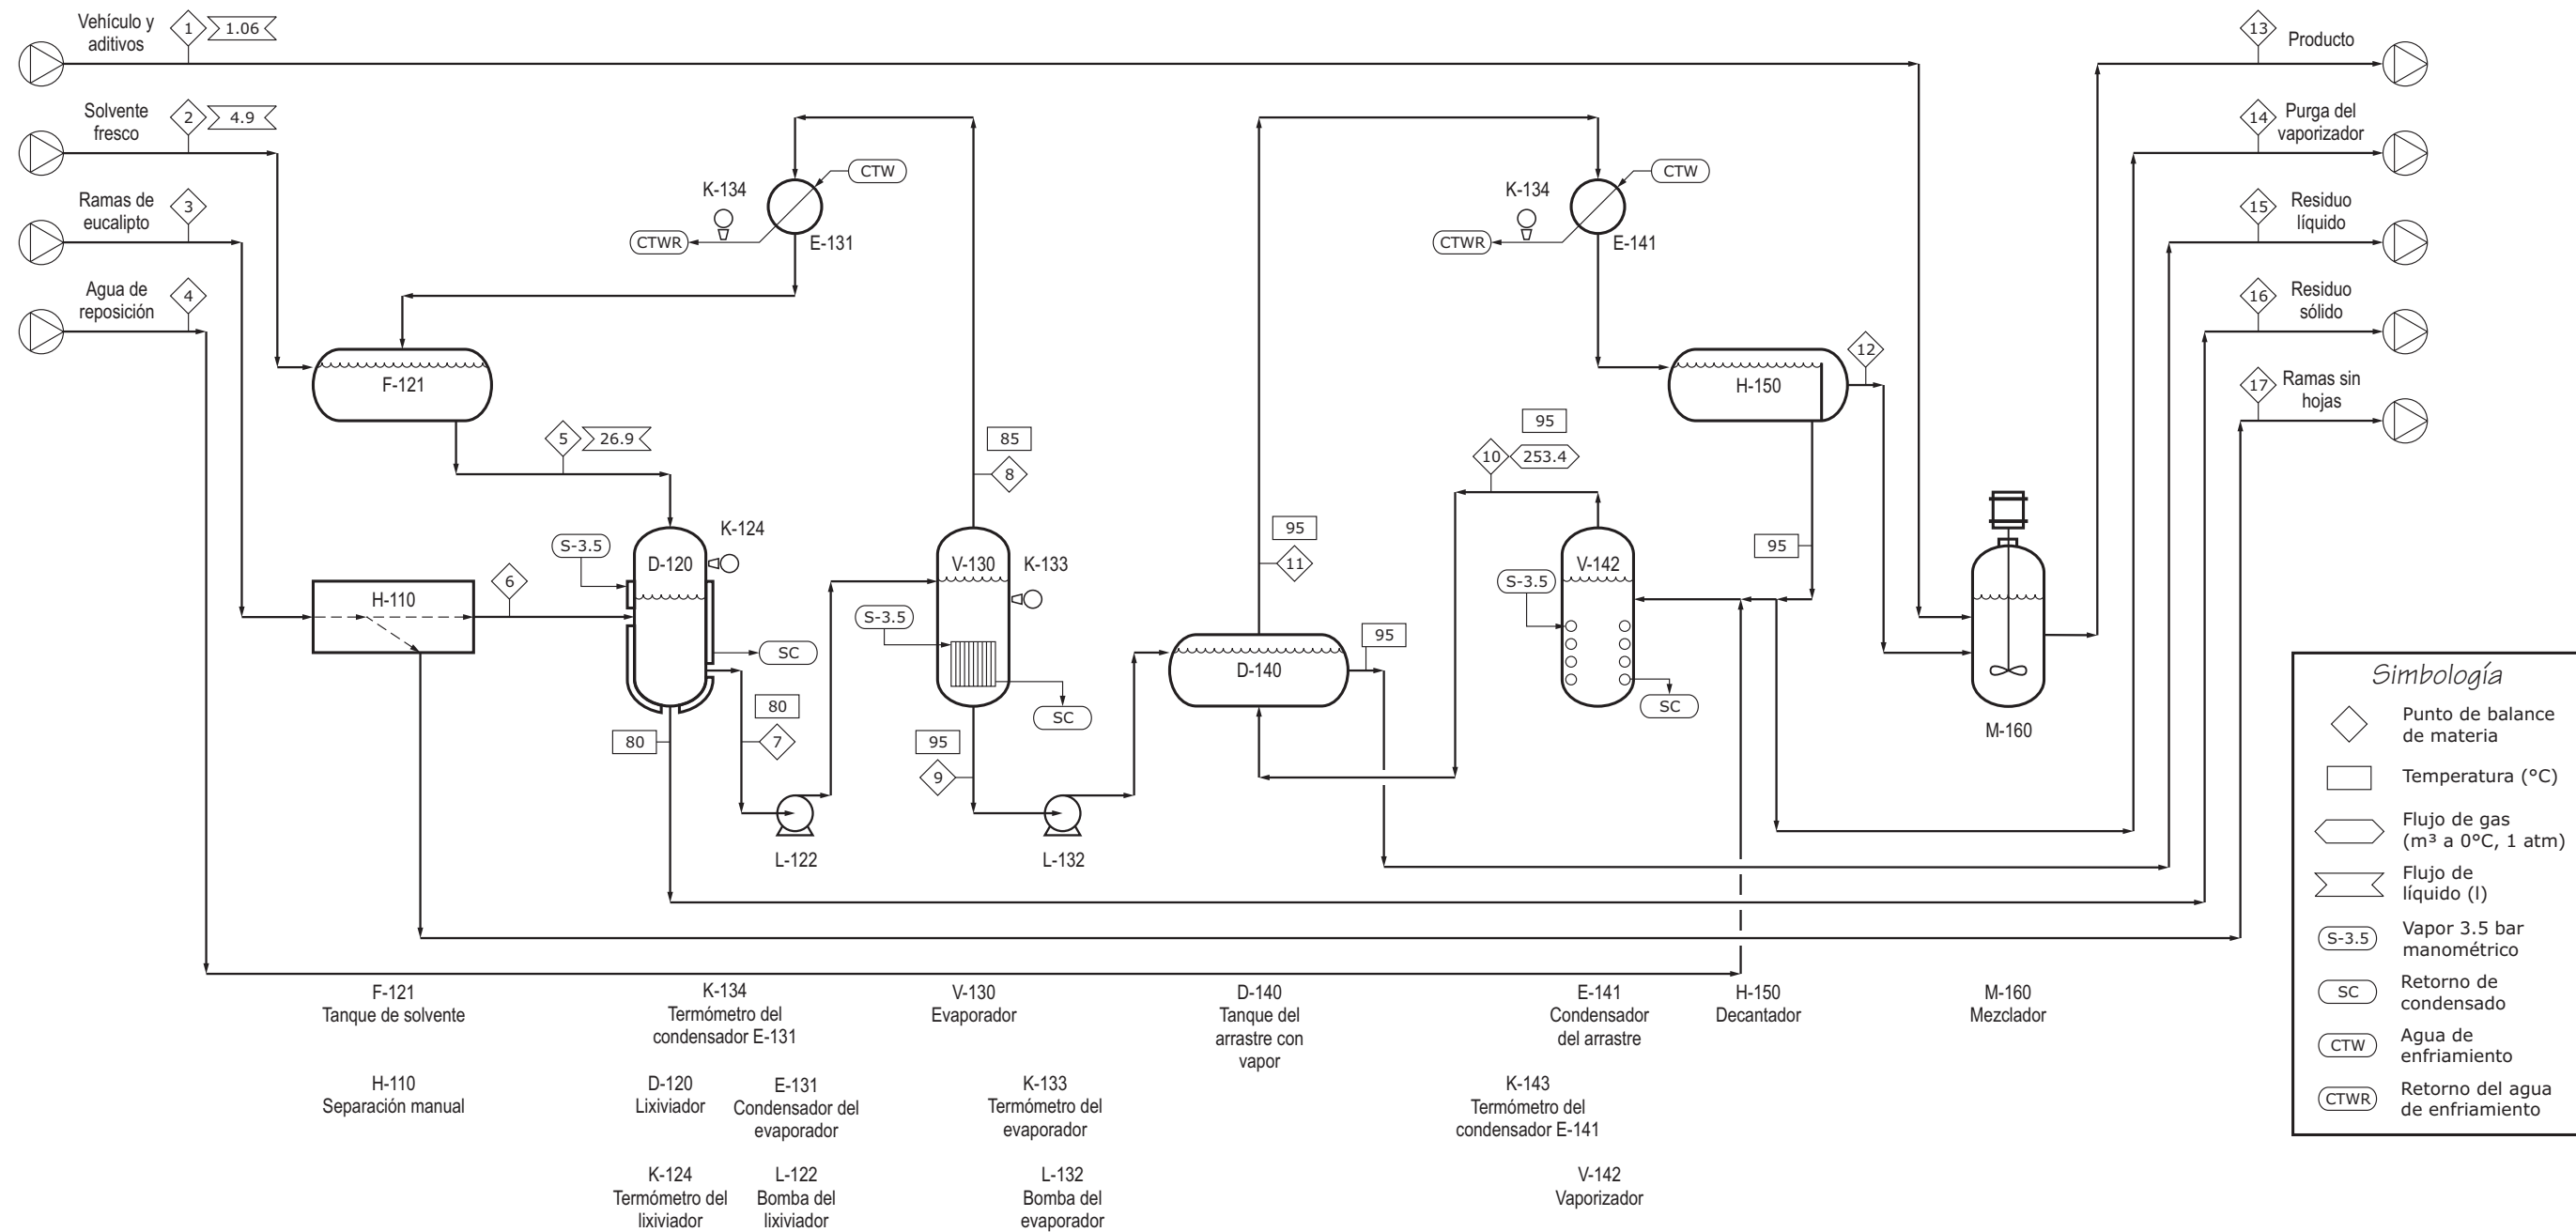 Vehículo y
aditivos
1
1.06
Solvente
fresco
2
4.9
Ramas de
eucalipto
3
Agua de
reposición
4
13
Producto
14
Purga del
vaporizador
15
Residuo
líquido
16
Residuo
sólido
17
Ramas sin
hojas
CTW
K-134
CTWR
E-131
CTW
K-134
CTWR
E-141
F-121
H-150
12
5
26.9
85
8
95
10
253.4
95
11
95
S-3.5
K-124
D-120
V-130
K-133
V-142
S-3.5
S-3.5
6
H-110
SC
D-140
95
SC
SC
80
80
7
95
9
M-160
L-122
L-132
Simbología
Punto de balance
de materia
Temperatura (°C)
Flujo de gas
(m³ a 0°C, 1 atm)
Flujo de
líquido (l)
S-3.5
Vapor 3.5 bar
manométrico
SC
Retorno de
condensado
CTW
Agua de
enfriamiento
CTWR
Retorno del agua
de enfriamiento
F-121
Tanque de solvente
K-134
Termómetro del
condensador E-131
V-130
Evaporador
D-140
Tanque del
arrastre con
vapor
E-141
Condensador
del arrastre
H-150
Decantador
M-160
Mezclador
H-110
Separación manual
D-120
Lixiviador
E-131
Condensador del
evaporador
K-133
Termómetro del
evaporador
K-143
Termómetro del
condensador E-141
K-124
Termómetro del
lixiviador
L-122
Bomba del
lixiviador
L-132
Bomba del
evaporador
V-142
Vaporizador